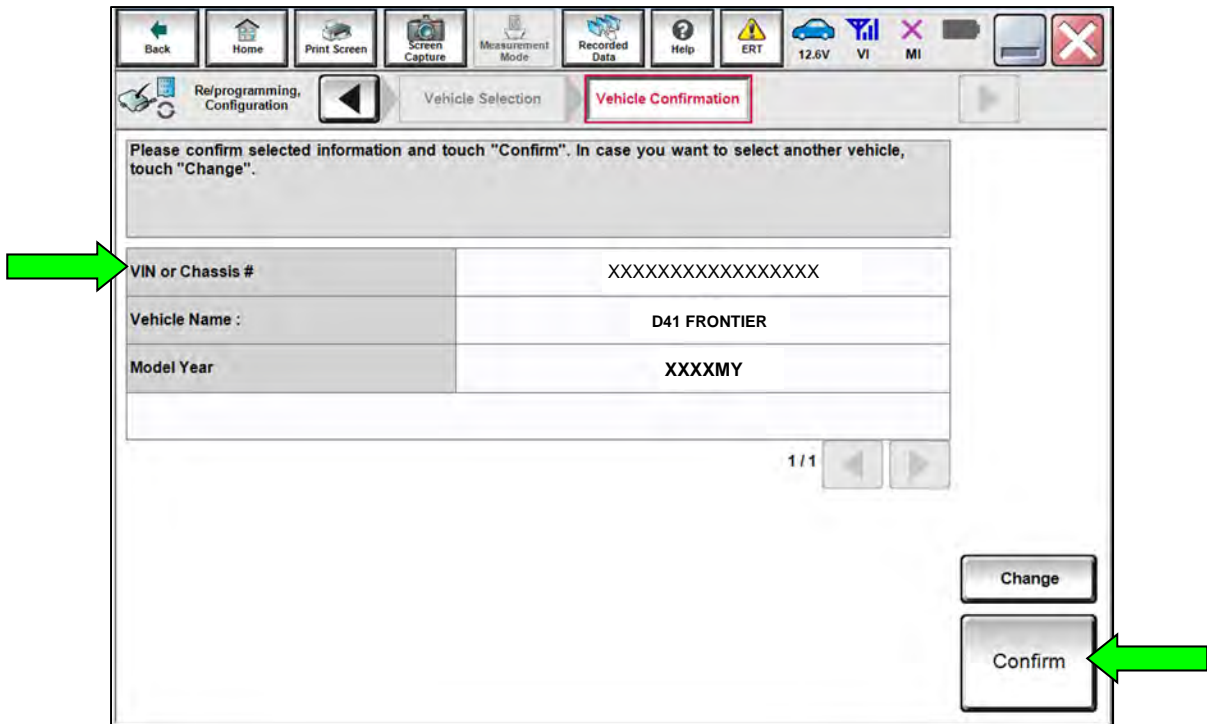 Back
Home
Print Screen
Screen
Capture
Measurement
Mode
Recorded
Data
Help
ERT
12.6V
VI
MI
Re/programming,
Configuration
Vehicle Selection
Vehicle Confirmation
Please confirm selected information and touch "Confirm". In case you want to select another vehicle,
touch "Change".
VIN or Chassis #
XXXXXXXXXXXXXXXXX
Vehicle Name :
D41 FRONTIER
Model Year
XXXXMY
1/1
Change
Confirm